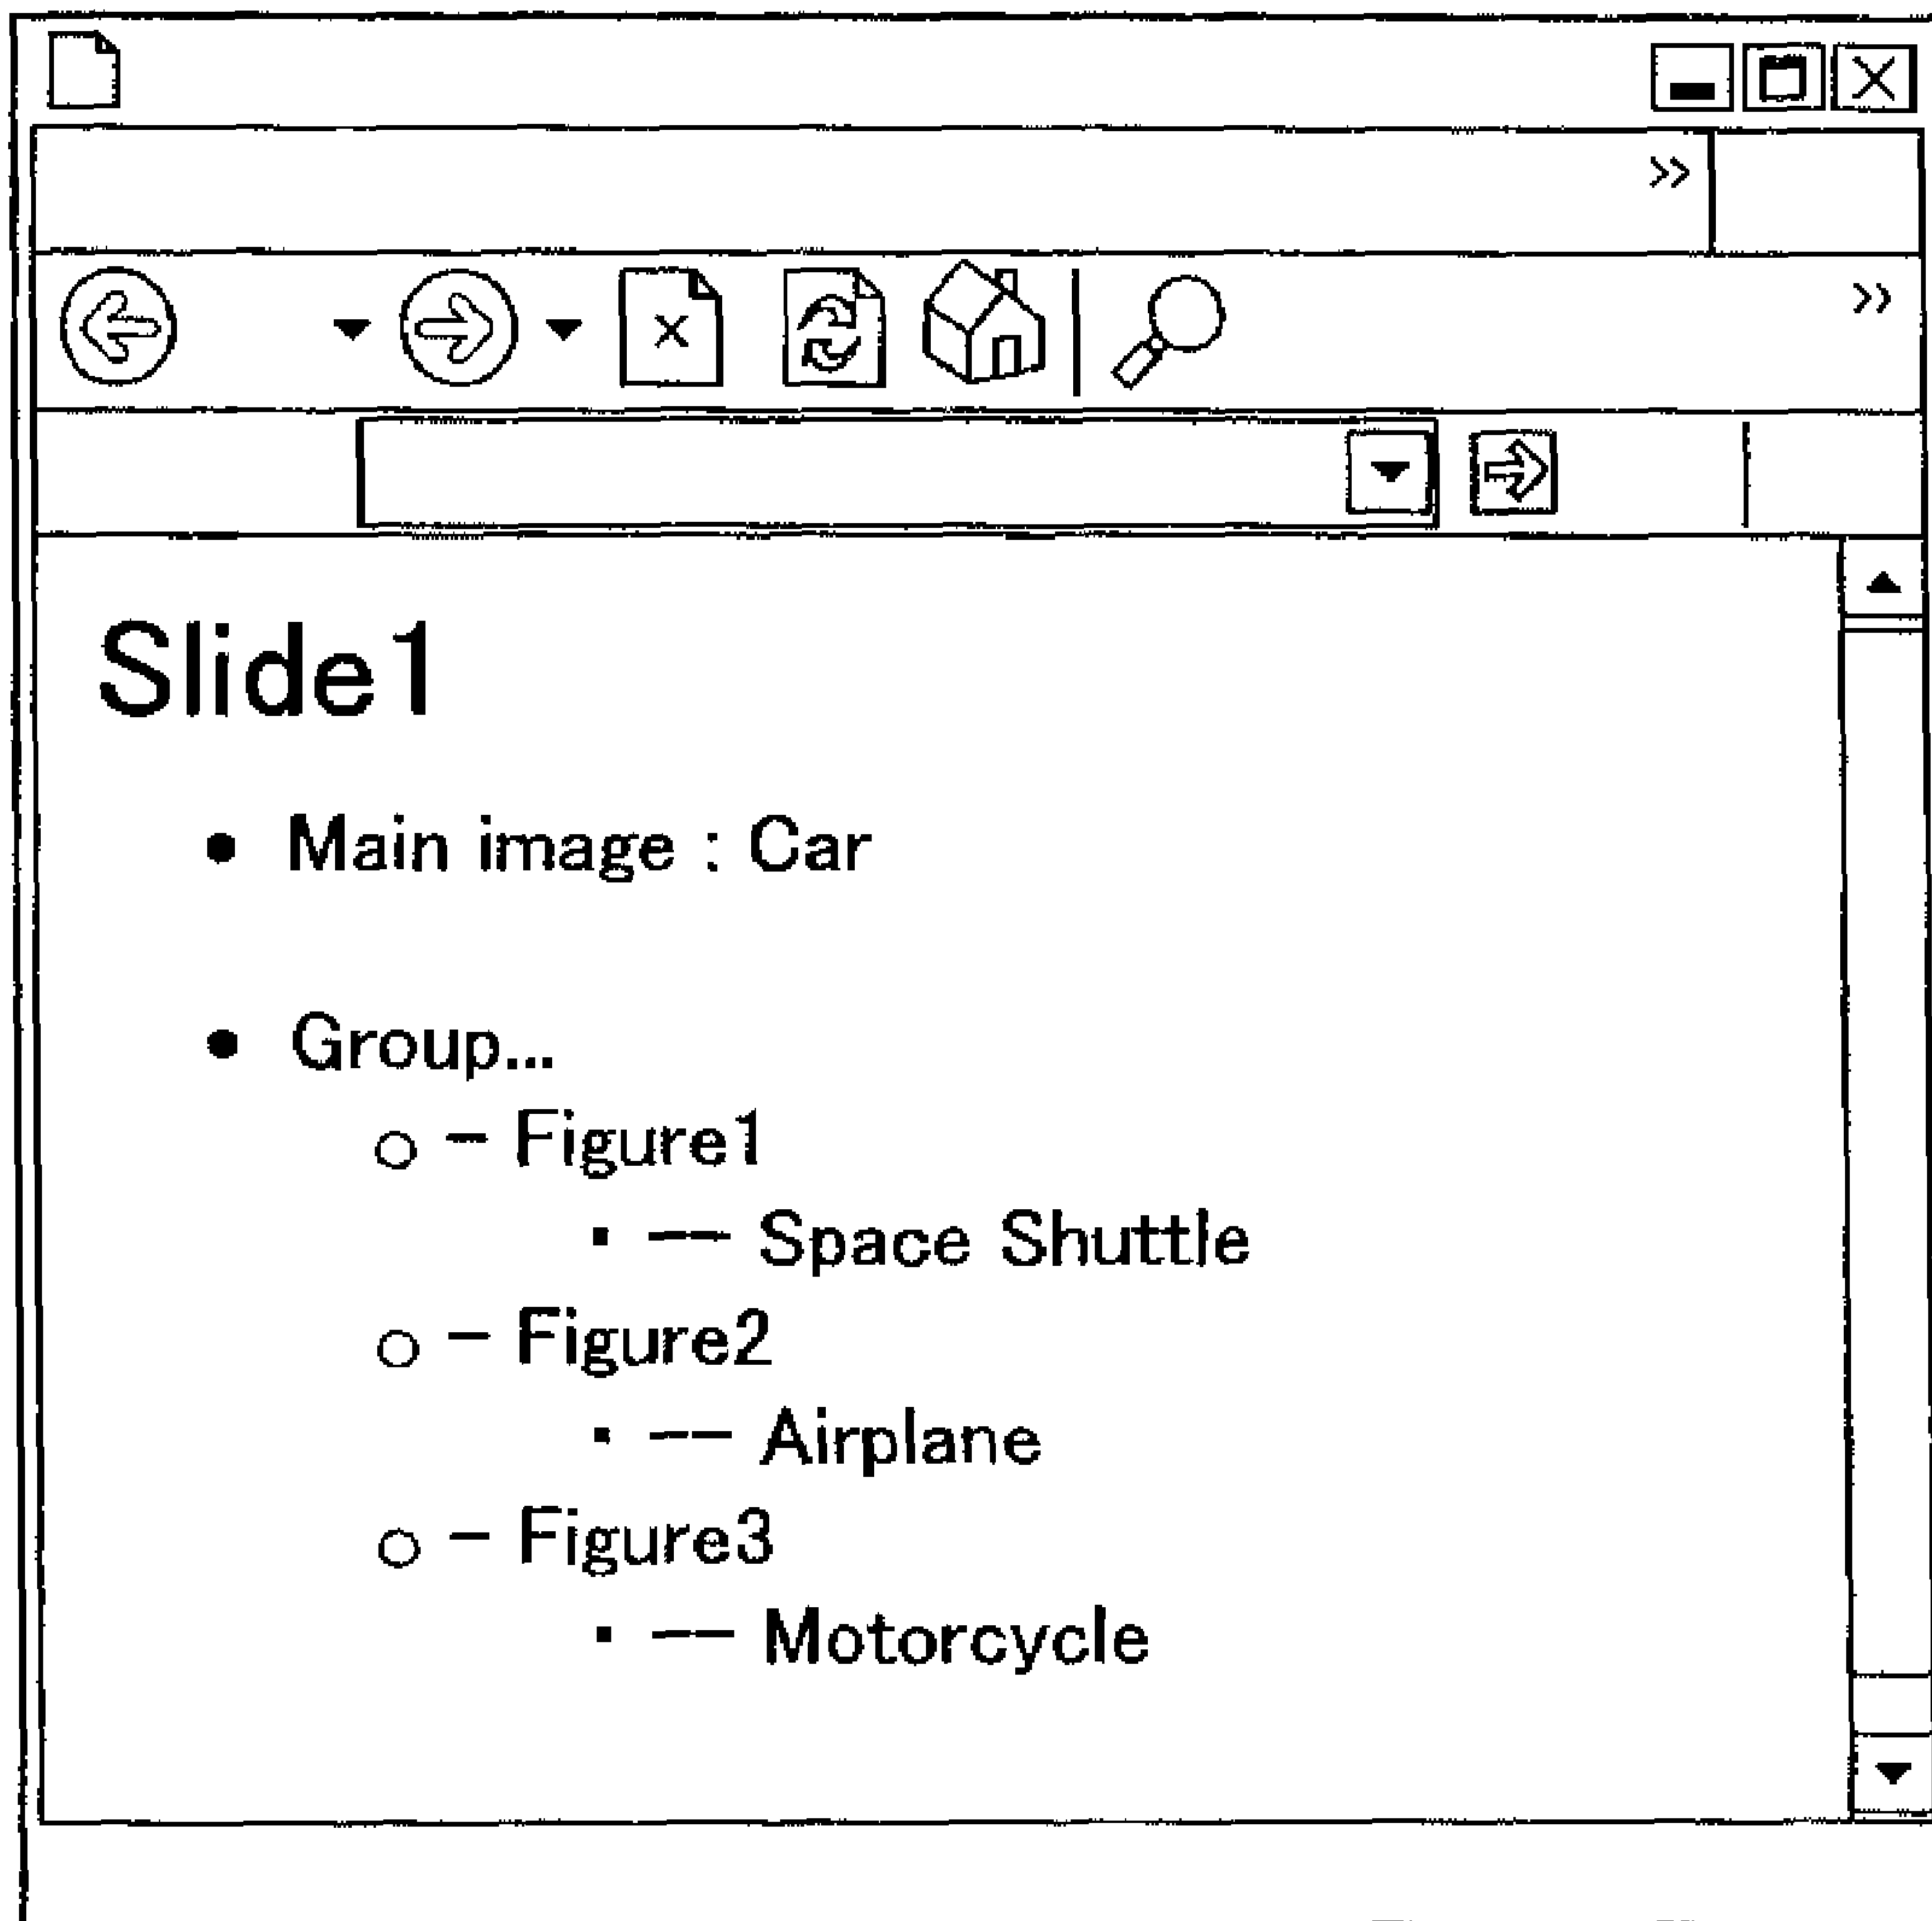 Slide1
● Main image : Car
● Group...
○ − Figure1
▪ −− Space Shuttle
○ − Figure2
▪ −− Airplane
○ − Figure3
▪ −− Motorcycle